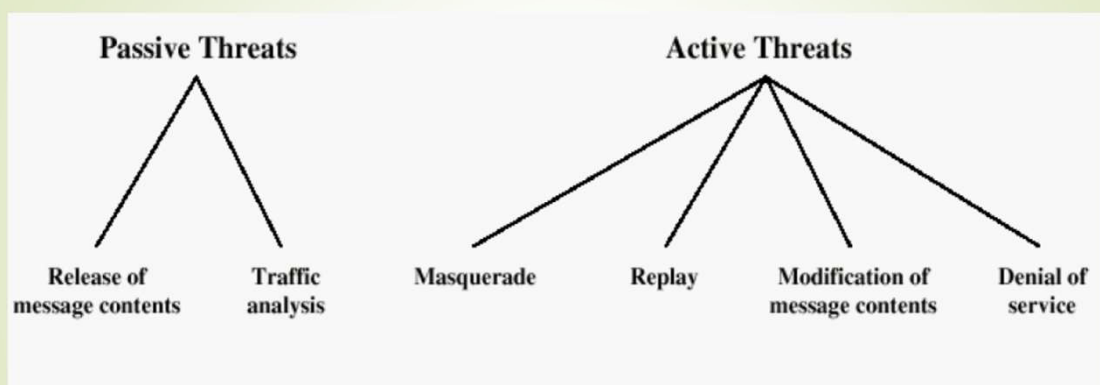 Passive Threats
Active Threats
Release of
message contents
Traffic
analysis
Masquerade
Replay
Modification of
message contents
Denial of
service